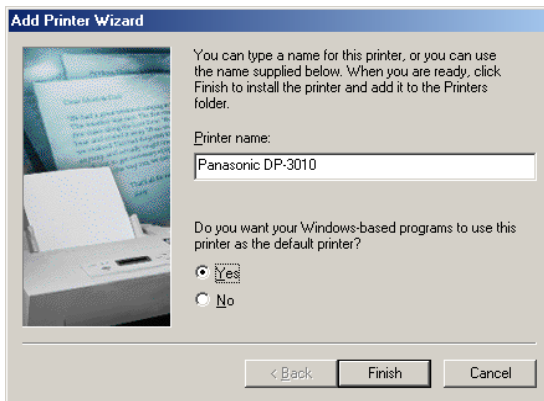 Add Printer Wizard
You can type a name for this printer, or you can use
the name supplied below. When you are ready, click
Finish to install the printer and add it to the Printers
folder.
Printer name:
Panasonic DP-3010
Do you want your Windows-based programs to use this
printer as the default printer?
Yes
No
< Back
Finish
Cancel